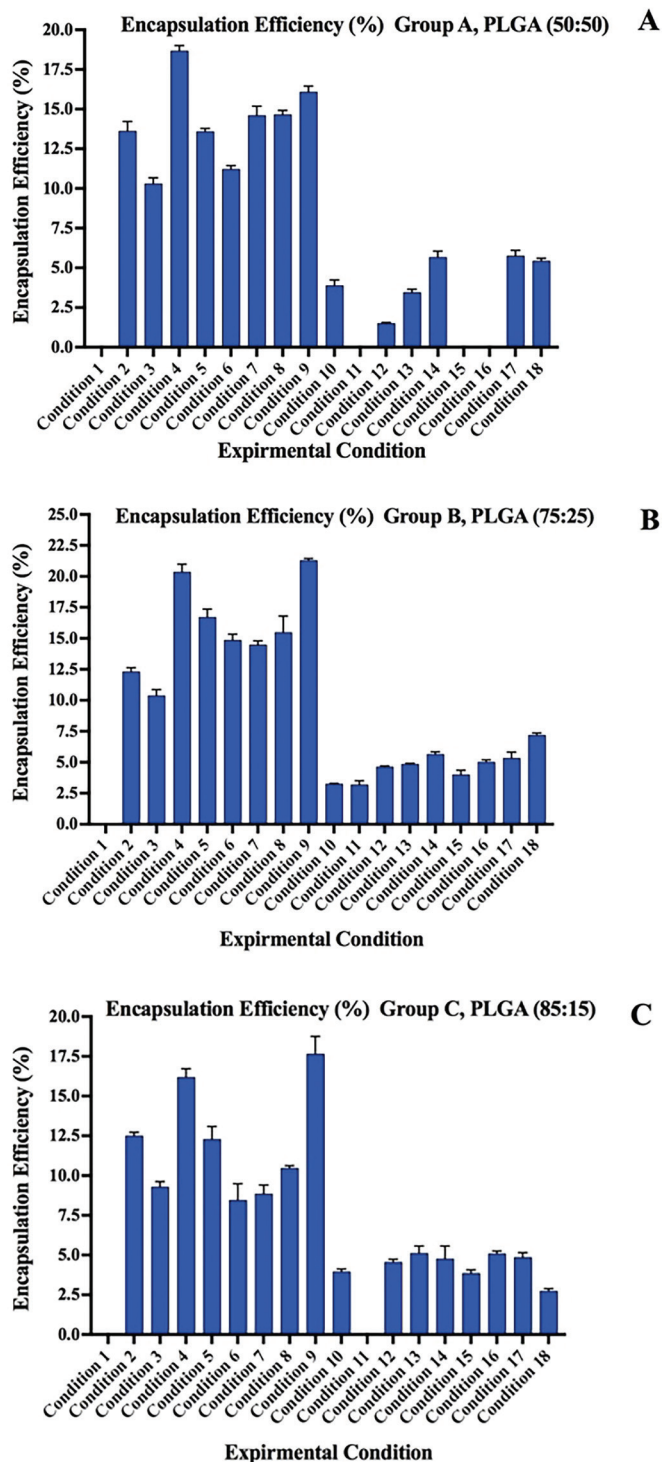 Encapsulation Efficiency (%) Group A, PLGA (50:50)
A
Encapsulation Efficiency (%)
20.0
17.5
15.0
12.5
10.0
7.5
5.0
2.5
0.0
Condition 1
Condition 2
Condition 3
Condition 4
Condition 5
Condition 6
Condition 7
Condition 8
Condition 9
Condition 10
Condition 11
Condition 12
Condition 13
Condition 14
Condition 15
Condition 16
Condition 17
Condition 18
Expirmental Condition
Encapsulation Efficiency (%) Group B, PLGA (75:25)
B
Encapsulation Efficiency (%)
25.0
22.5
20.0
17.5
15.0
12.5
10.0
7.5
5.0
2.5
0.0
Condition 1
Condition 2
Condition 3
Condition 4
Condition 5
Condition 6
Condition 7
Condition 8
Condition 9
Condition 10
Condition 11
Condition 12
Condition 13
Condition 14
Condition 15
Condition 16
Condition 17
Condition 18
Expirmental Condition
Encapsulation Efficiency (%) Group C, PLGA (85:15)
C
Encapsulation Efficiency (%)
20.0
17.5
15.0
12.5
10.0
7.5
5.0
2.5
0.0
Condition 1
Condition 2
Condition 3
Condition 4
Condition 5
Condition 6
Condition 7
Condition 8
Condition 9
Condition 10
Condition 11
Condition 12
Condition 13
Condition 14
Condition 15
Condition 16
Condition 17
Condition 18
Expirmental Condition